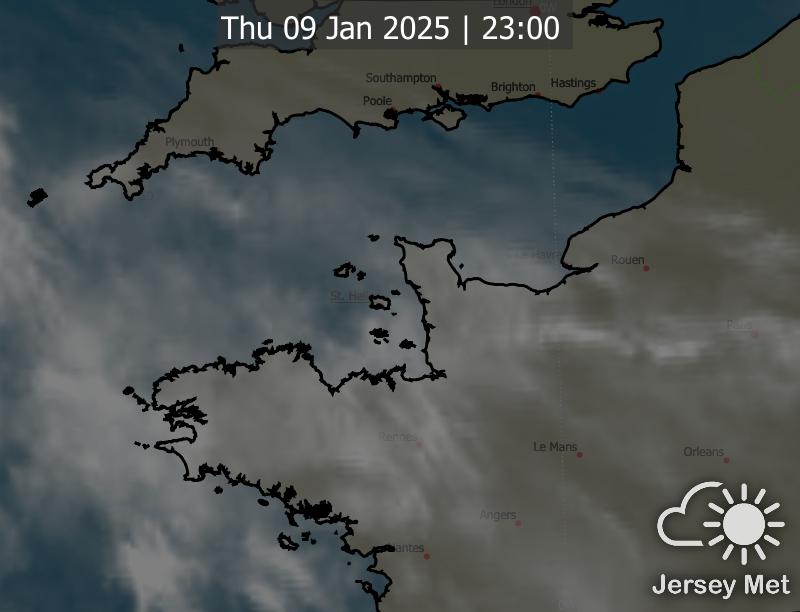 London
Thu 09 Jan 2025 | 23:00
Southampton
Brighton
Hastings
Poole
Plymouth
Le Havre
Rouen
St. Heli
Paris
Rennes
Le Mans
Orleans
Angers
Nantes
Jersey Met